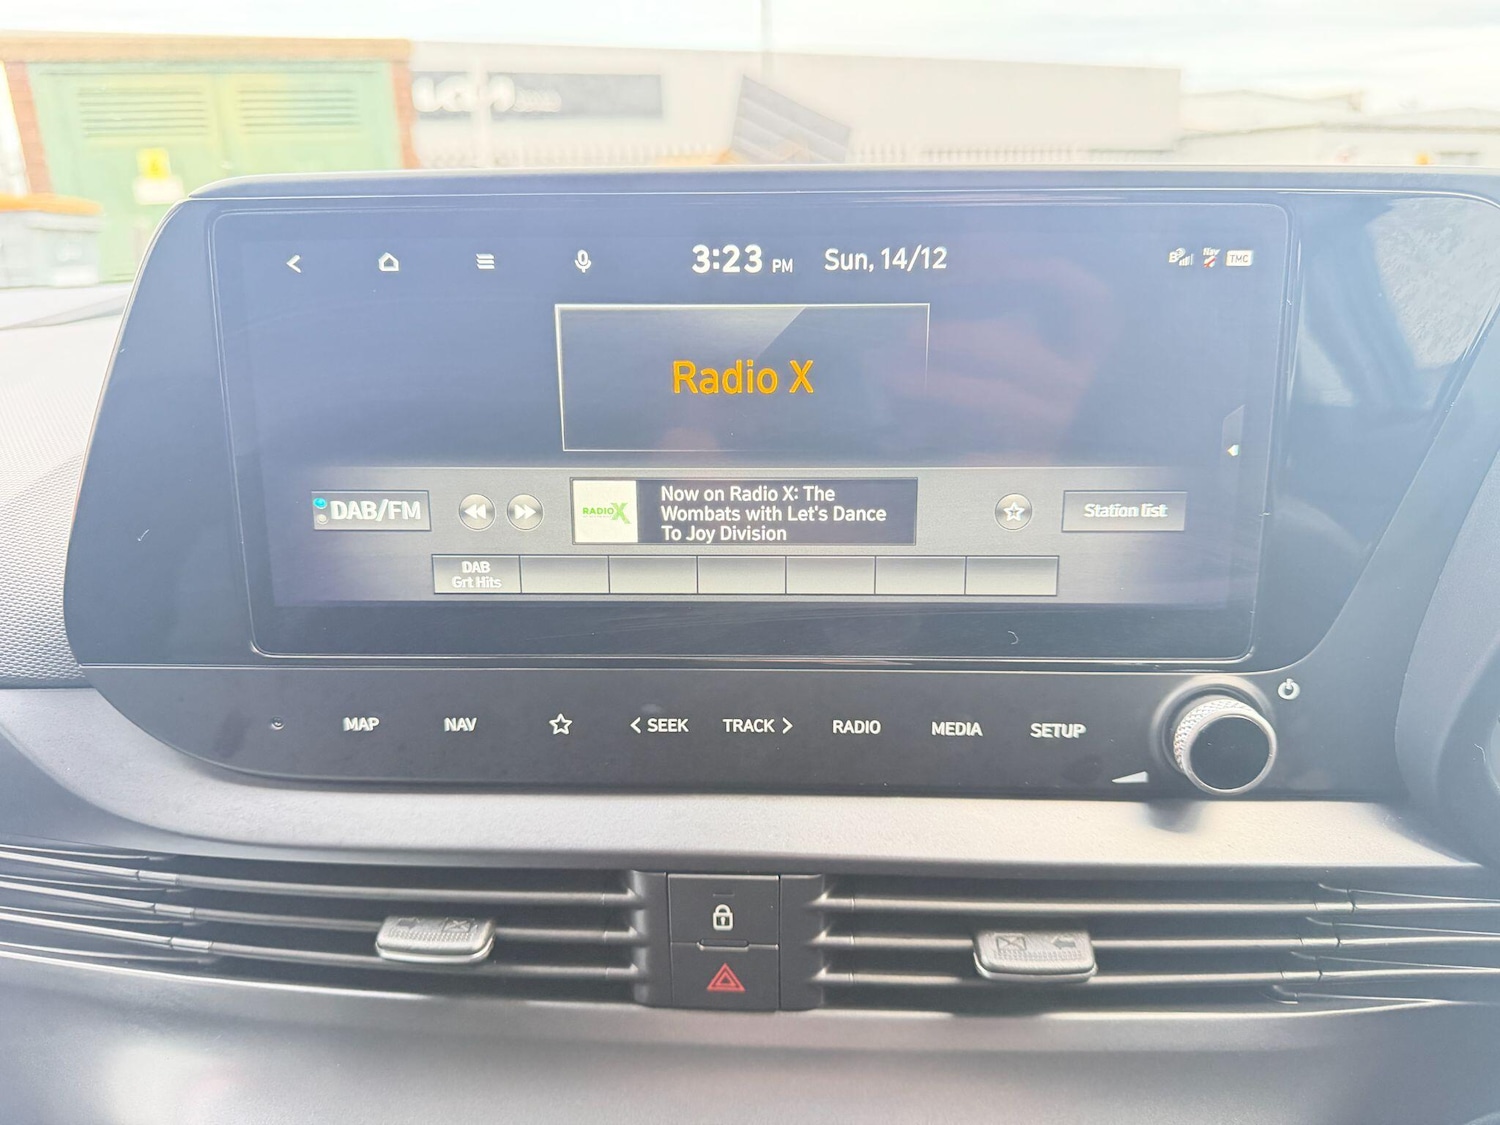 3:23 PM Sun, 14/12
TMC
Radio X
DAB/FM
RADIO X
Now on Radio X: The
Wombats with Let's Dance
To Joy Division
Station list
DAB
Grt Hits
MAP NAV < SEEK TRACK > RADIO MEDIA SETUP